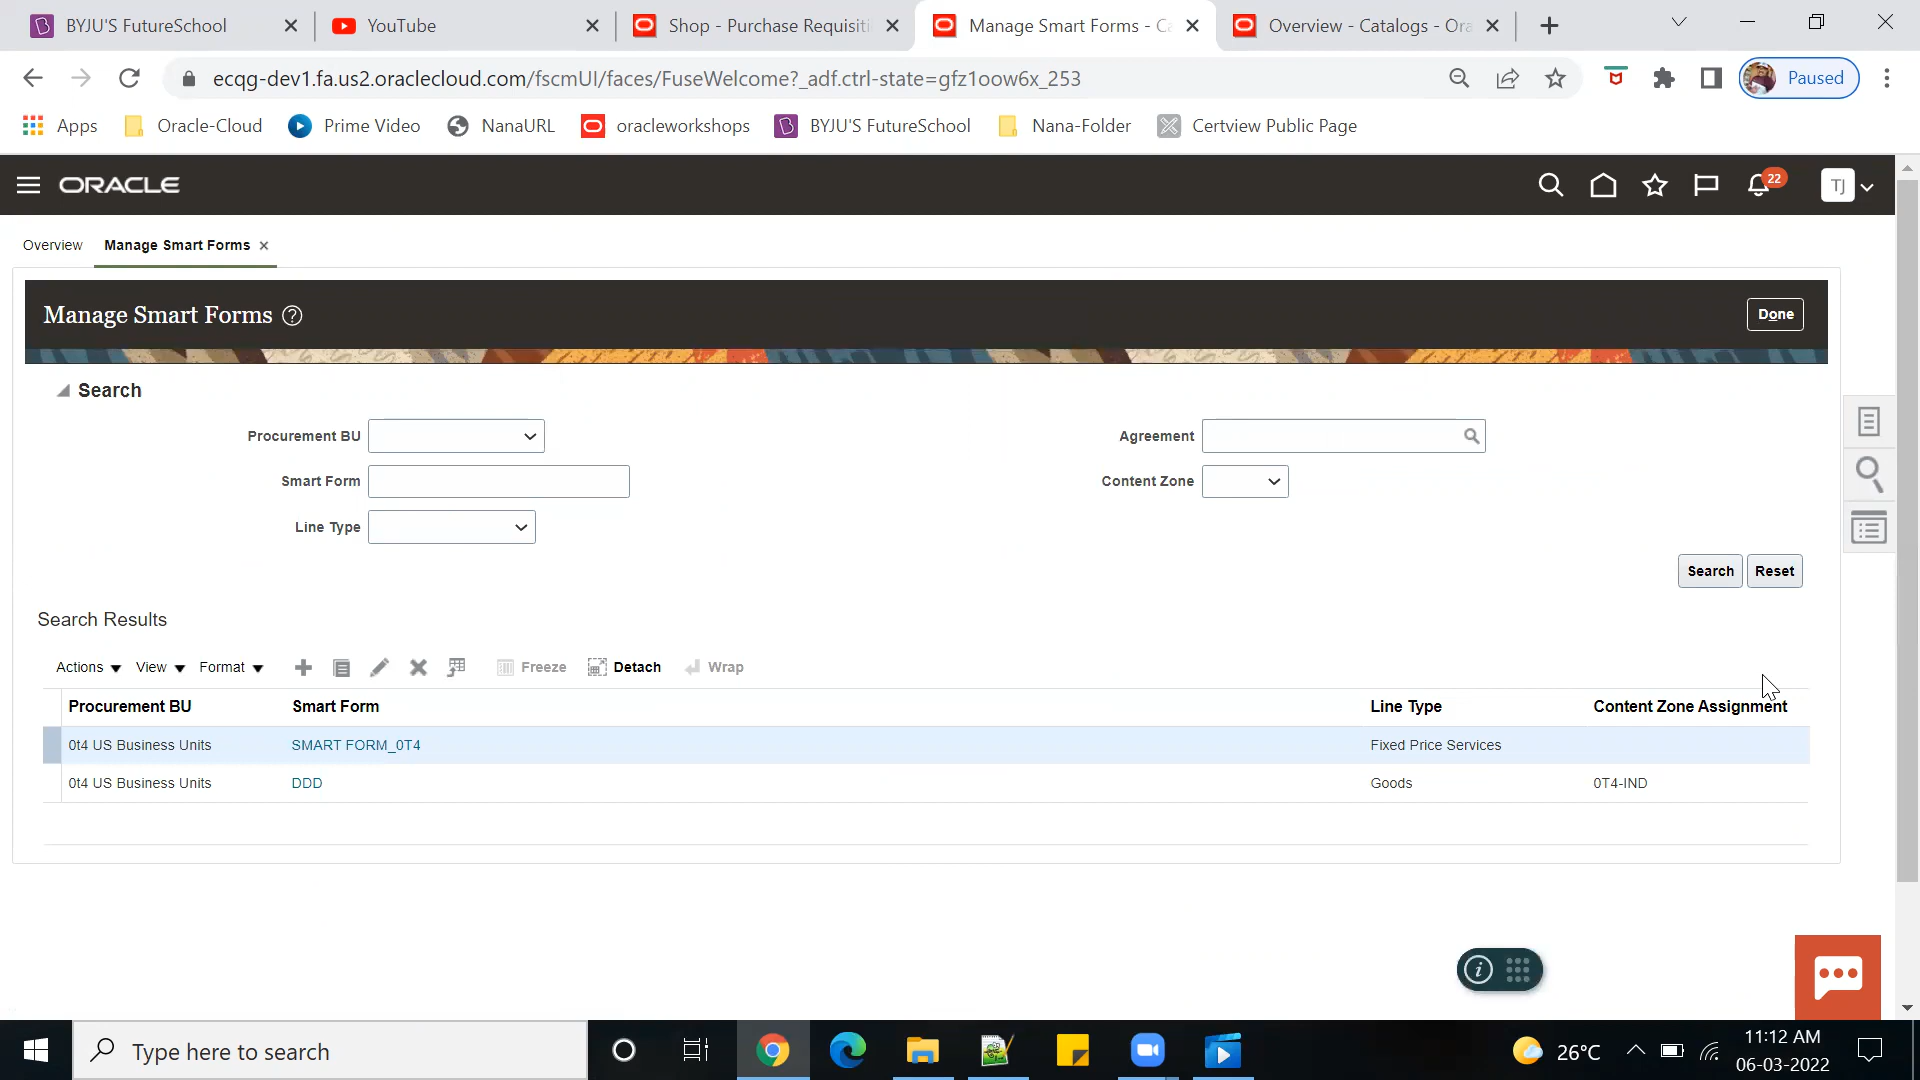 BYJU'S FutureSchool
YouTube
Shop - Purchase Requisiti
Manage Smart Forms - Ca
Overview - Catalogs - Ora
ecqg-dev1.fa.us2.oraclecloud.com/fscmUI/faces/FuseWelcome?_adf.ctrl-state=gfz1oow6x_253
Paused
Apps
Oracle-Cloud
Prime Video
NanaURL
oracleworkshops
BYJU'S FutureSchool
Nana-Folder
Certview Public Page
ORACLE
22
TJ
Overview
Manage Smart Forms
Manage Smart Forms
Done
Search
Procurement BU
Agreement
Smart Form
Content Zone
Line Type
Search
Reset
Search Results
Actions
View
Format
Freeze
Detach
Wrap
Procurement BU
Smart Form
Line Type
Content Zone Assignment
0t4 US Business Units
SMART FORM_0T4
Fixed Price Services
0t4 US Business Units
DDD
Goods
0T4-IND
Type here to search
26°C
11:12 AM
06-03-2022